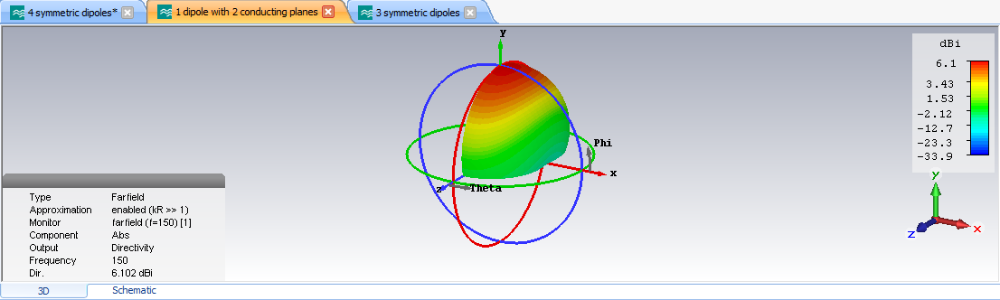 4 symmetric dipoles* 1 dipole with 2 conducting planes 3 symmetric dipoles
y
Phi
x
z Theta
dBi
6.1
3.43
1.53
-2.12
-12.7
-23.3
-33.9
y
x
z
Type Farfield
Approximation enabled (kR >> 1)
Monitor farfield (f=150) [1]
Component Abs
Output Directivity
Frequency 150
Dir. 6.102 dBi
3D Schematic